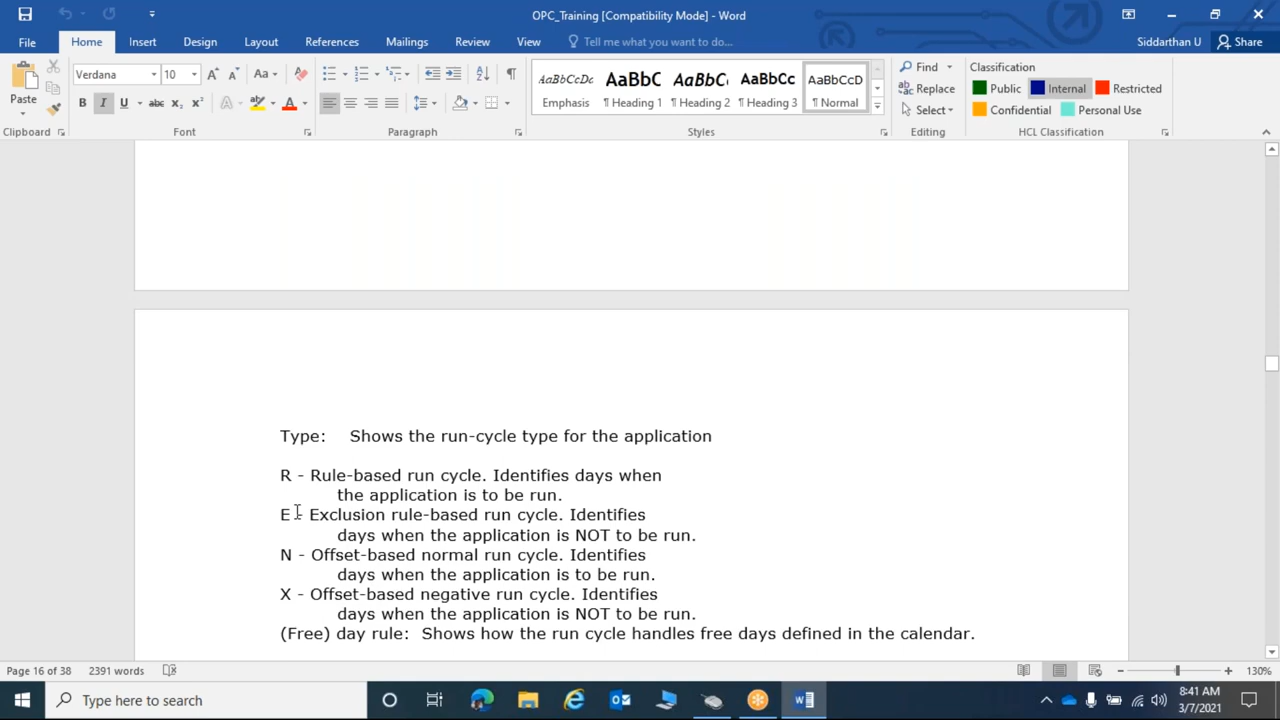 OPC_Training [Compatibility Mode] - Word
File Home Insert Design Layout References Mailings Review View Tell me what you want to do... Siddarthan U Share
Paste
Verdana 10
Aa
B I U abc X₂ X²
A A
AaBbCcDc AaBbC AaBbC AaBbCc AaBbCcD
Emphasis ¶ Heading 1 ¶ Heading 2 ¶ Heading 3 ¶ Normal
Find
Replace
Select
Classification
Public Internal Restricted
Confidential Personal Use
Clipboard Font Paragraph Styles Editing HCL Classification
Type: Shows the run-cycle type for the application
R - Rule-based run cycle. Identifies days when
the application is to be run.
E - Exclusion rule-based run cycle. Identifies
days when the application is NOT to be run.
N - Offset-based normal run cycle. Identifies
days when the application is to be run.
X - Offset-based negative run cycle. Identifies
days when the application is NOT to be run.
(Free) day rule: Shows how the run cycle handles free days defined in the calendar.
Page 16 of 38 2391 words 130%
Type here to search
8:41 AM
3/7/2021